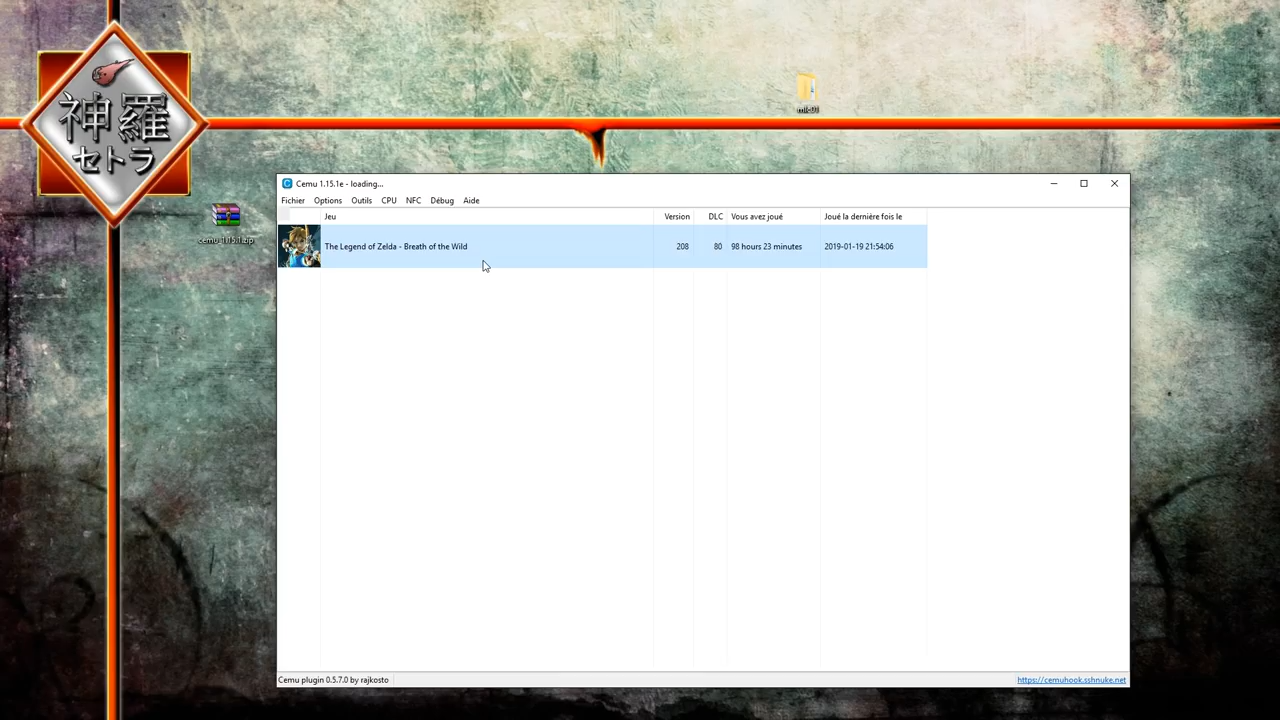 神羅
セトラ
mlc01
cemu_1.15.1.zip
Cemu 1.15.1e - loading...
Fichier Options Outils CPU NFC Débug Aide
Jeu Version DLC Vous avez joué Joué la dernière fois le
The Legend of Zelda - Breath of the Wild 208 80 98 hours 23 minutes 2019-01-19 21:54:06
Cemu plugin 0.5.7.0 by rajkosto https://cemuhook.sshnuke.net